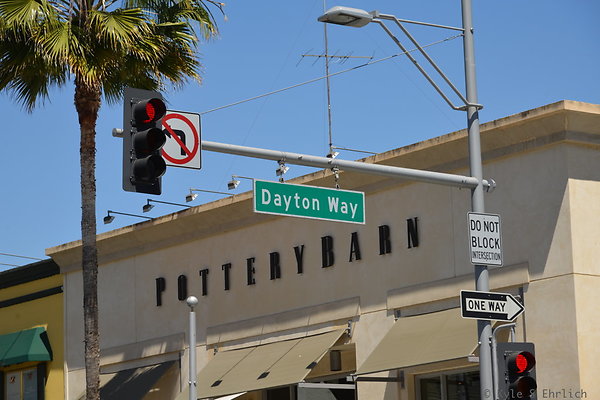 Dayton Way
POTTERY BARN
DO NOT
BLOCK
INTERSECTION
ONE WAY
© Kyle S Ehrlich